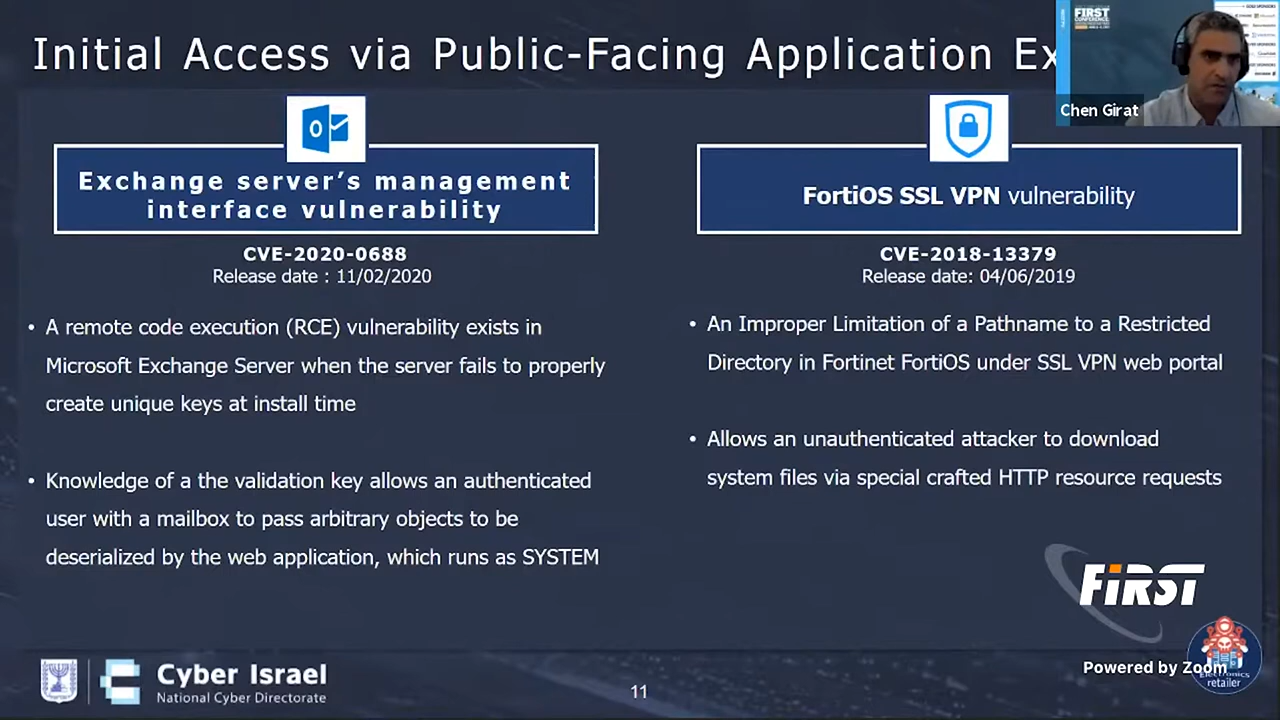 Initial Access via Public-Facing Application Ex
FIRST
CONFERENCE
Chen Girat
Exchange server's management
interface vulnerability
CVE-2020-0688
Release date : 11/02/2020
• A remote code execution (RCE) vulnerability exists in
Microsoft Exchange Server when the server fails to properly
create unique keys at install time
• Knowledge of a the validation key allows an authenticated
user with a mailbox to pass arbitrary objects to be
deserialized by the web application, which runs as SYSTEM
FortiOS SSL VPN vulnerability
CVE-2018-13379
Release date: 04/06/2019
• An Improper Limitation of a Pathname to a Restricted
Directory in Fortinet FortiOS under SSL VPN web portal
• Allows an unauthenticated attacker to download
system files via special crafted HTTP resource requests
FiRST
Cyber Israel
National Cyber Directorate
11
Powered by Zoom
Electronics
retailer